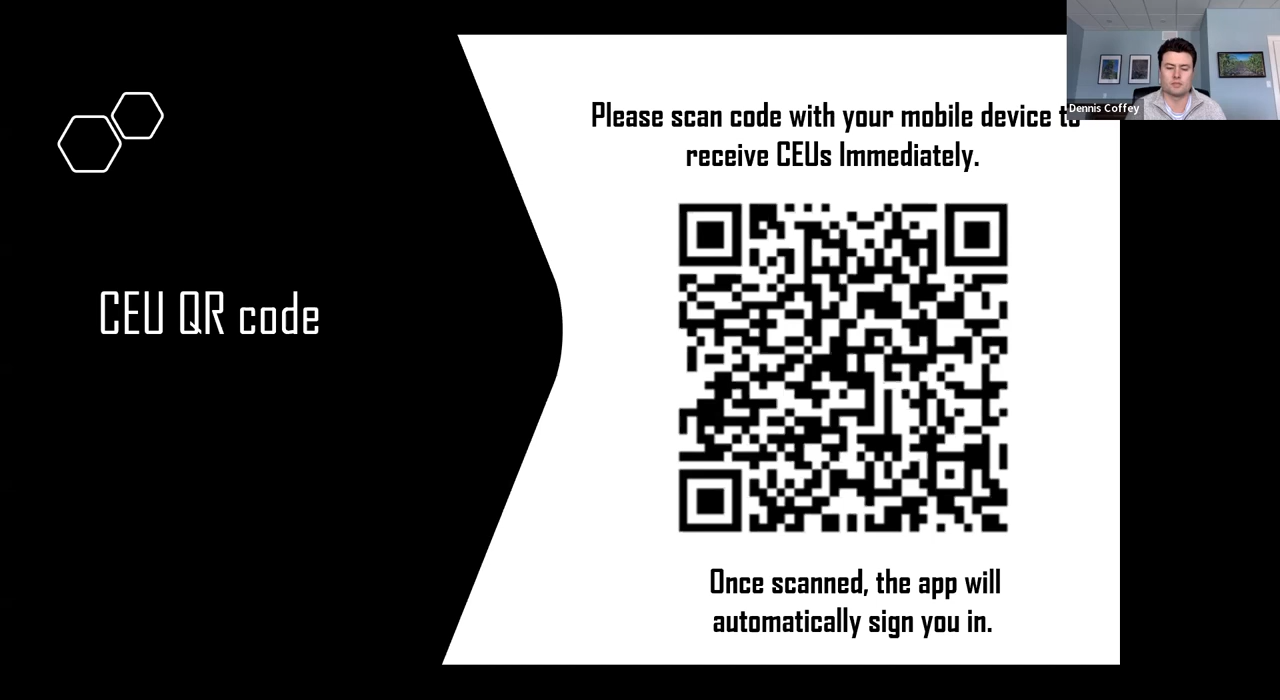 Please scan code with your mobile device to
receive CEUs Immediately.
Dennis Coffey
CEU QR code
Once scanned, the app will
automatically sign you in.